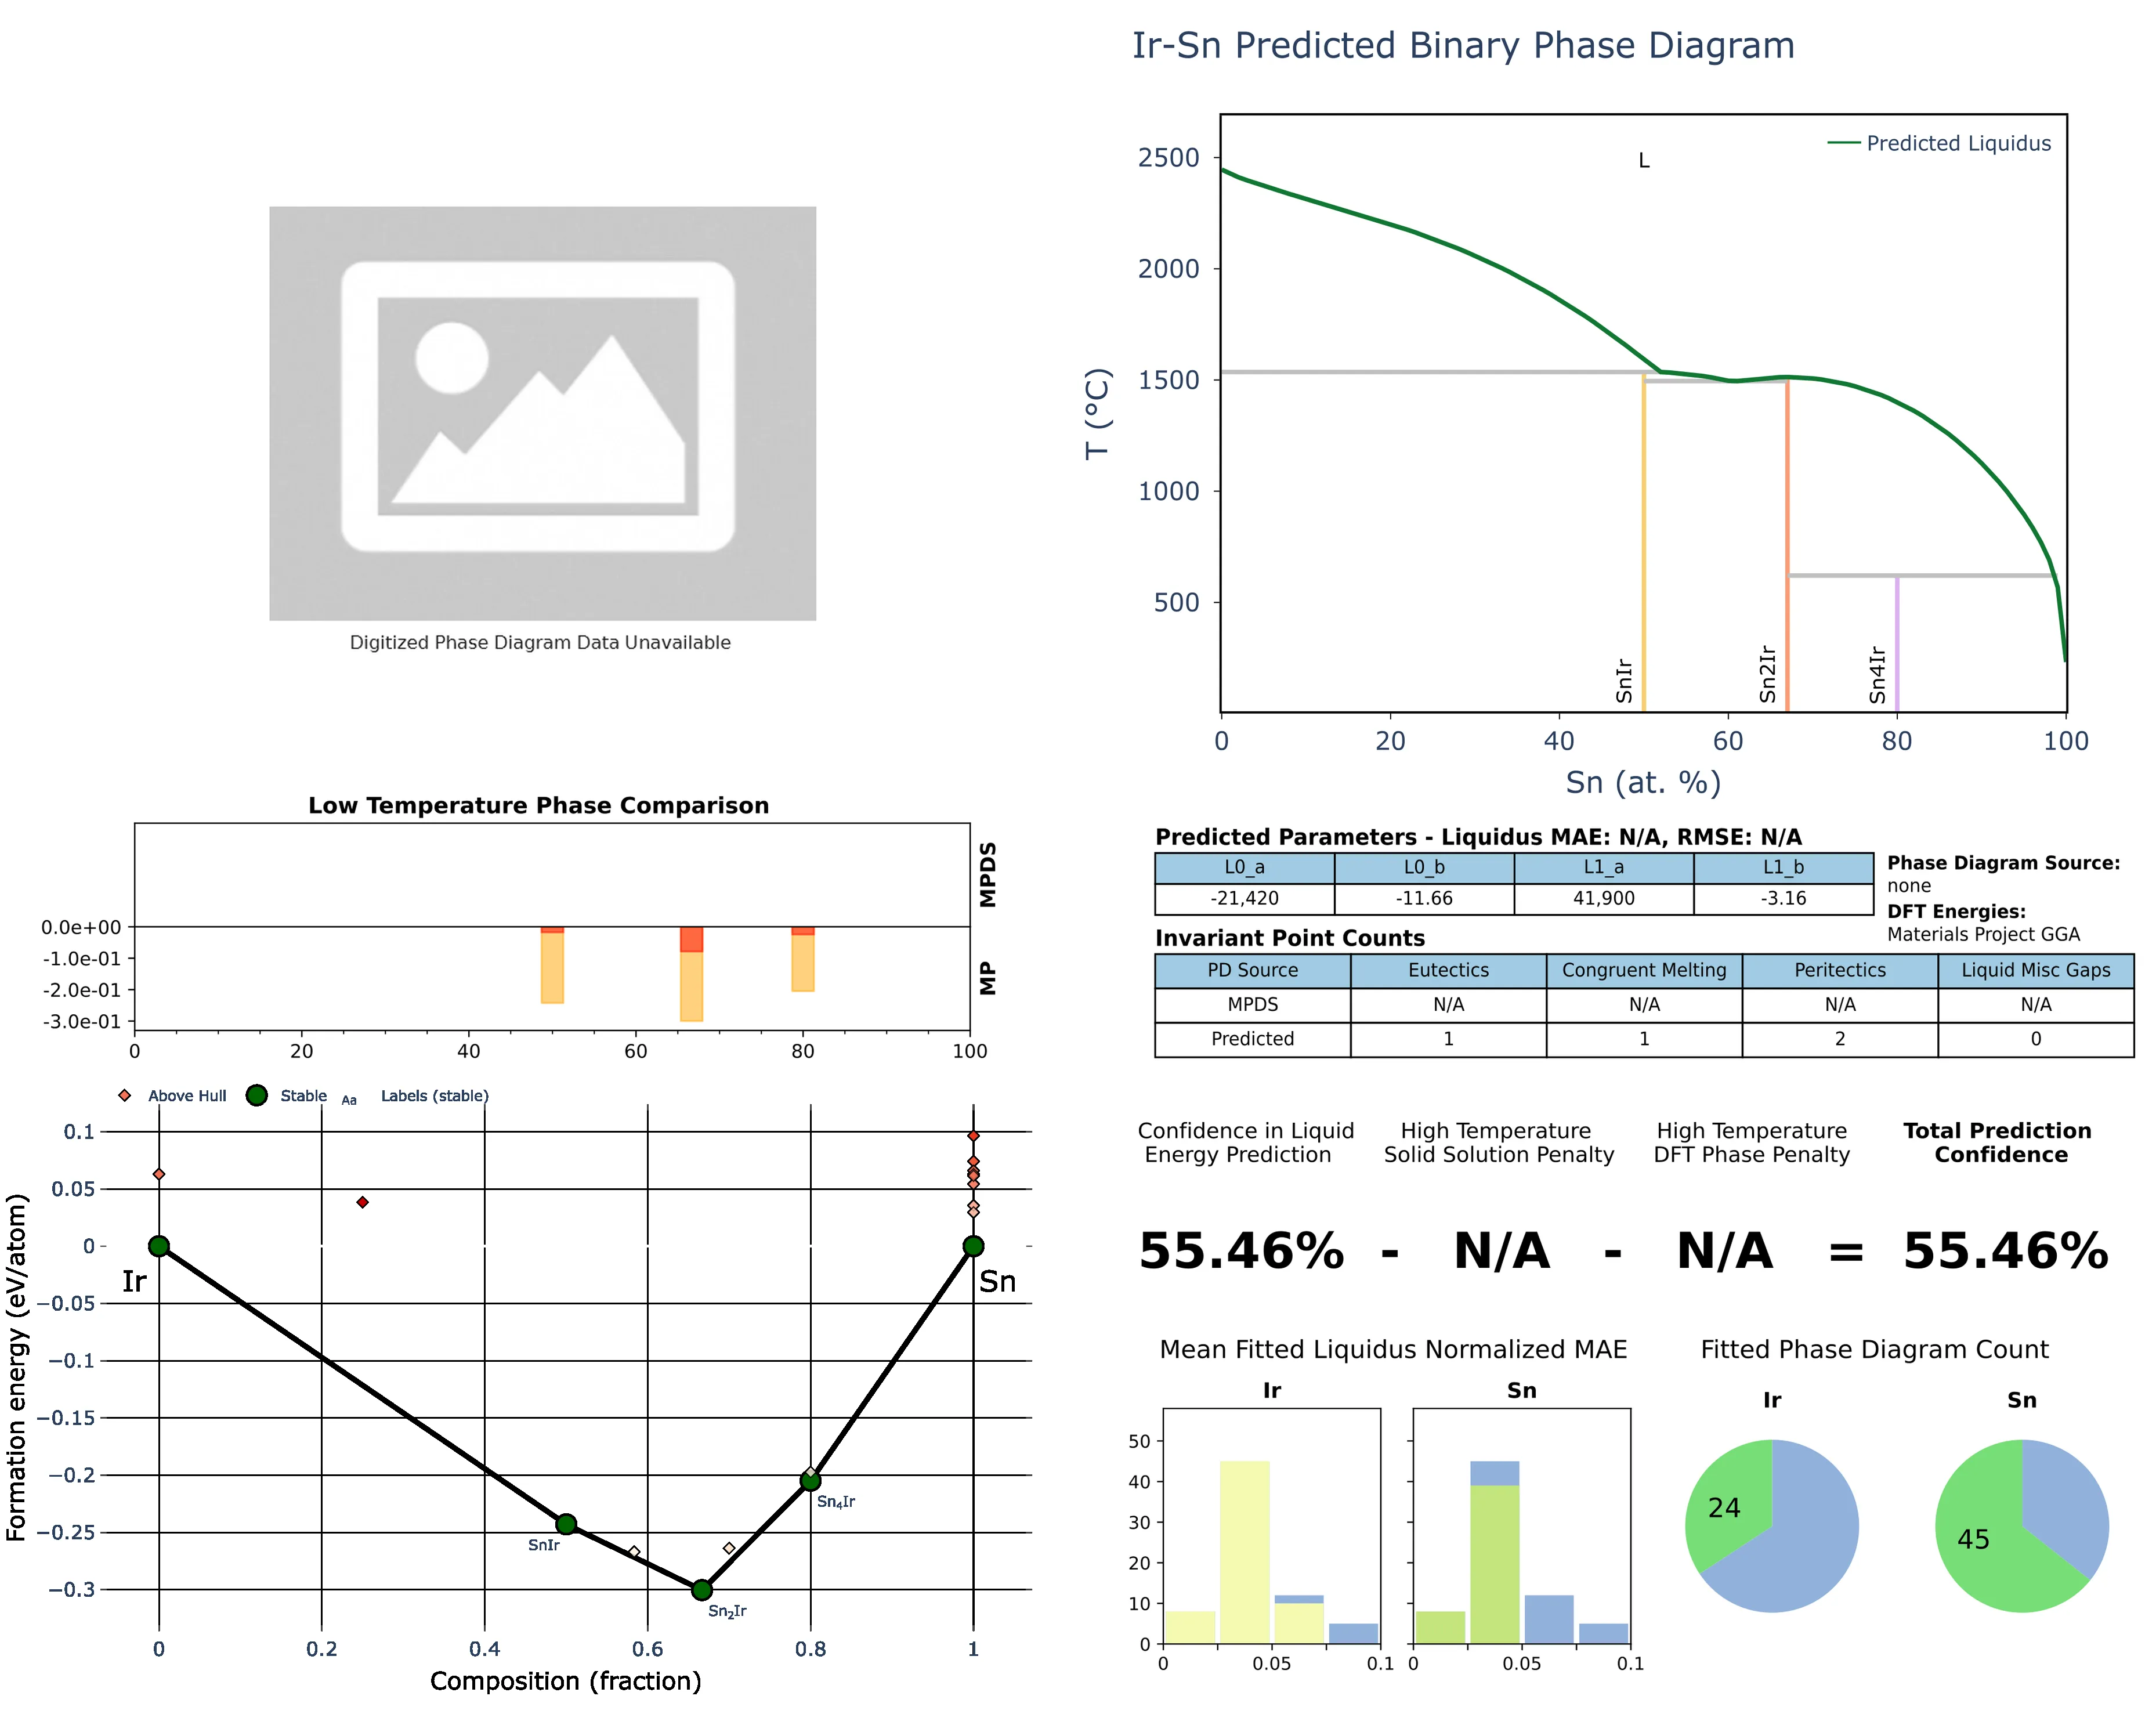 Ir-Sn Predicted Binary Phase Diagram
Predicted Liquidus
L
2500
2000
1500
1000
500
T (°C)
SnIr
Sn2Ir
Sn4Ir
0 20 40 60 80 100
Sn (at. %)
Digitized Phase Diagram Data Unavailable
Low Temperature Phase Comparison
MPDS
MP
0.0e+00
-1.0e-01
-2.0e-01
-3.0e-01
0 20 40 60 80 100
Predicted Parameters - Liquidus MAE: N/A, RMSE: N/A
L0_a L0_b L1_a L1_b
-21,420 -11.66 41,900 -3.16
Phase Diagram Source:
none
DFT Energies:
Materials Project GGA
Invariant Point Counts
PD Source Eutectics Congruent Melting Peritectics Liquid Misc Gaps
MPDS N/A N/A N/A N/A
Predicted 1 1 2 0
Above Hull Stable Aa Labels (stable)
0.1
0.05
0
−0.05
−0.1
−0.15
−0.2
−0.25
−0.3
Formation energy (eV/atom)
Ir
Sn
SnIr
Sn₂Ir
Sn₄Ir
0 0.2 0.4 0.6 0.8 1
Composition (fraction)
Confidence in Liquid
Energy Prediction
High Temperature
Solid Solution Penalty
High Temperature
DFT Phase Penalty
Total Prediction
Confidence
55.46% - N/A - N/A = 55.46%
Mean Fitted Liquidus Normalized MAE
Ir
Sn
50
40
30
20
10
0
0 0.05 0.1
0 0.05 0.1
Fitted Phase Diagram Count
Ir
Sn
24
45